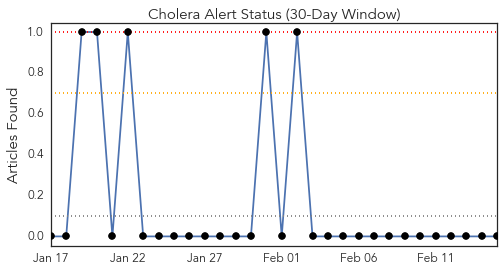 Cholera Alert Status (30-Day Window)
Articles Found
1.0
0.8
0.6
0.4
0.2
0.0
Jan 17 Jan 22 Jan 27 Feb 01 Feb 06 Feb 11